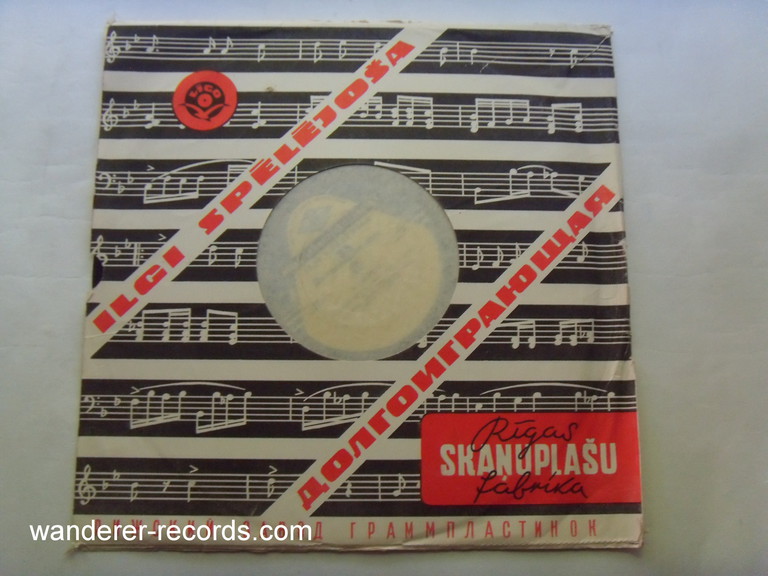 ILGI SPĒLĒJOŠA
ДОЛГОИГРАЮЩАЯ
Rīgas
SKAŅUPLAŠU
fabrika
ГРАММПЛАСТИНОК
wanderer-records.com